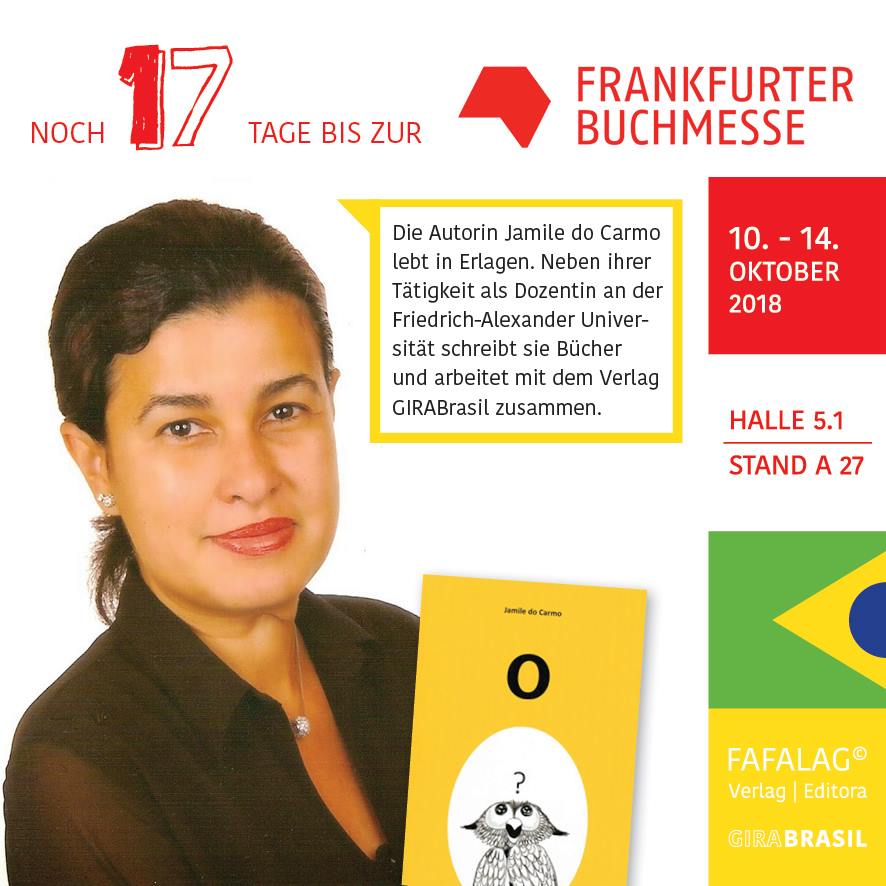 NOCH 17 TAGE BIS ZUR
FRANKFURTER
BUCHMESSE
Die Autorin Jamile do Carmo
lebt in Erlagen. Neben ihrer
Tätigkeit als Dozentin an der
Friedrich-Alexander Univer-
sität schreibt sie Bücher
und arbeitet mit dem Verlag
GIRABrasil zusammen.
10. - 14.
OKTOBER
2018
HALLE 5.1
STAND A 27
Jamile do Carmo
O
?
FAFALAG©
Verlag | Editora
GIRABRASIL